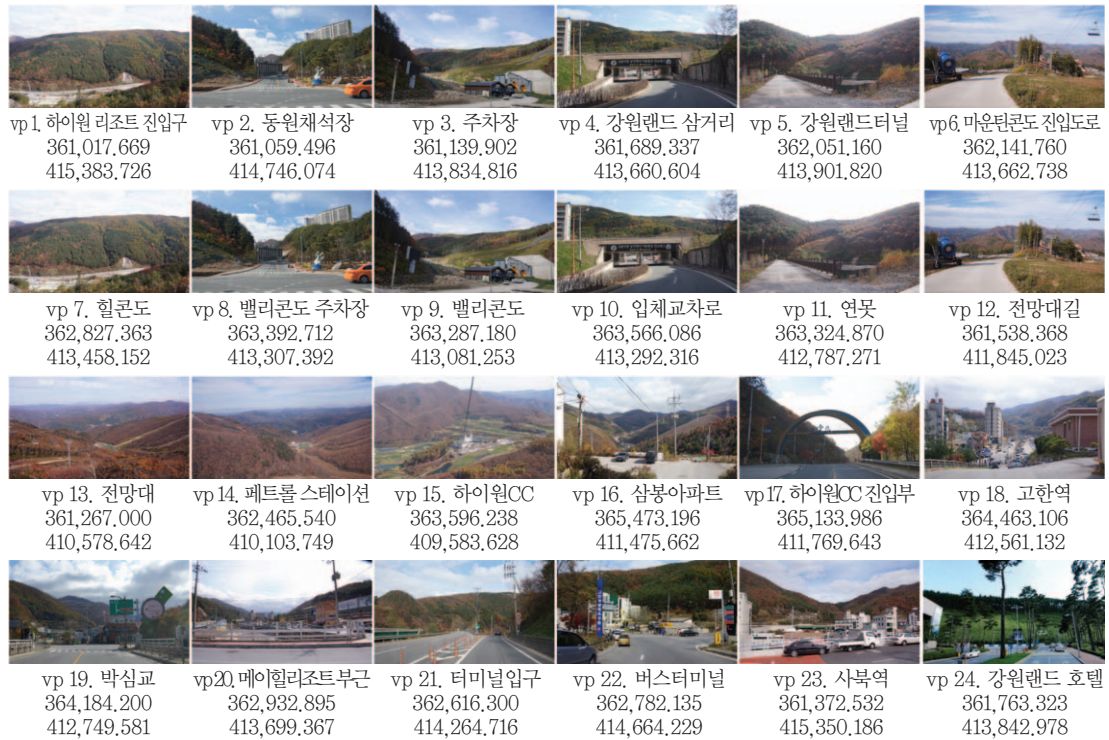 vp 1. 하이원 리조트 진입구 vp 2. 동원채석장 vp 3. 주차장 vp 4. 강원랜드 삼거리 vp 5. 강원랜드터널 vp 6. 마운틴콘도 진입도로
361,017.669 361,059.496 361,139.902 361,689.337 362,051.160 362,141.760
415,383.726 414,746.074 413,834.816 413,660.604 413,901.820 413,662.738
vp 7. 힐콘도 vp 8. 밸리콘도 주차장 vp 9. 밸리콘도 vp 10. 입체교차로 vp 11. 연못 vp 12. 전망대길
362,827.363 363,392.712 363,287.180 363,566.086 363,324.870 361,538.368
413,458.152 413,307.392 413,081.253 413,292.316 412,787.271 411,845.023
vp 13. 전망대 vp 14. 페트롤 스테이션 vp 15. 하이원CC vp 16. 삼봉아파트 vp 17. 하이원CC 진입부 vp 18. 고한역
361,267.000 362,465.540 363,596.238 365,473.196 365,133.986 364,463.106
410,578.642 410,103.749 409,583.628 411,475.662 411,769.643 412,561.132
vp 19. 박심교 vp20. 메이힐리조트부근 vp 21. 터미널입구 vp 22. 버스터미널 vp 23. 사북역 vp 24. 강원랜드 호텔
364,184.200 362,932.895 362,616.300 362,782.135 361,372.532 361,763.323
412,749.581 413,699.367 414,264.716 414,664.229 415,350.186 413,842.978